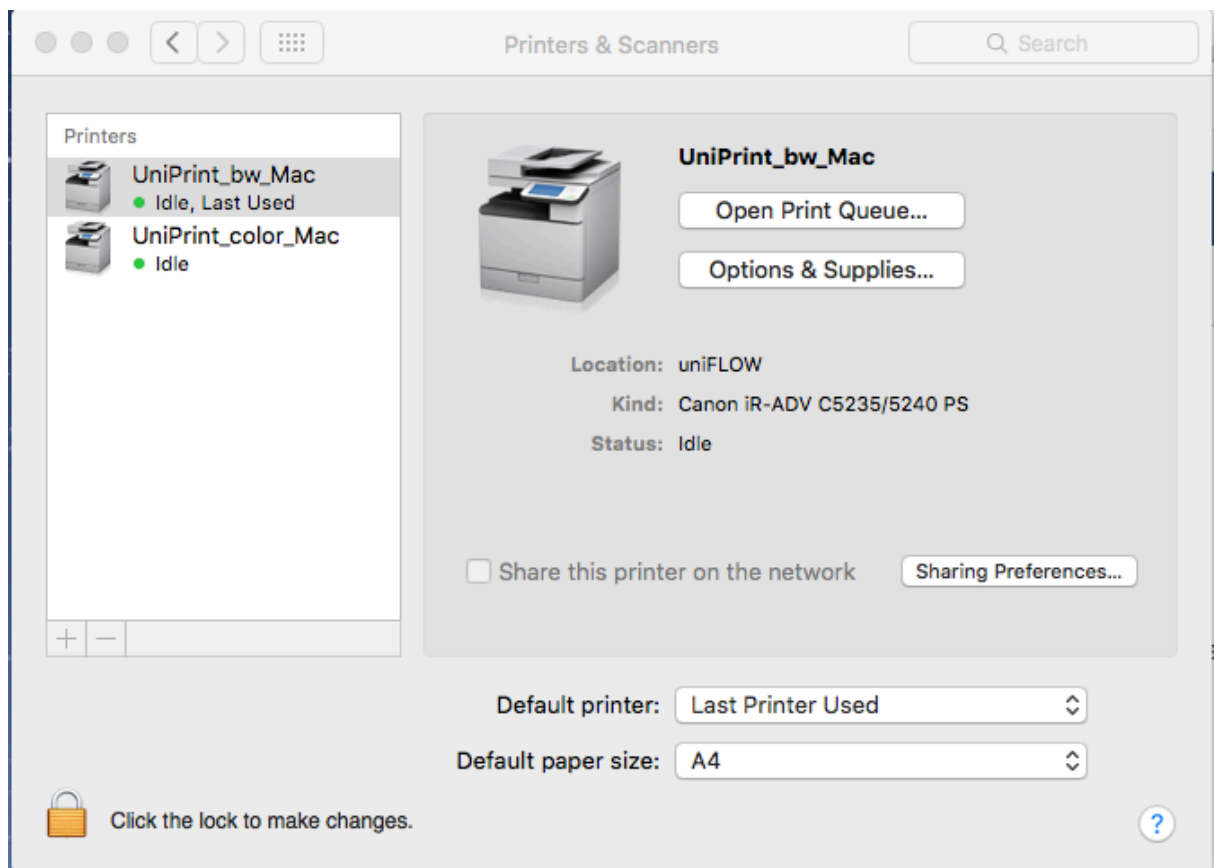 Printers & Scanners
Search
Printers
UniPrint_bw_Mac
Idle, Last Used
UniPrint_color_Mac
Idle
UniPrint_bw_Mac
Open Print Queue...
Options & Supplies...
Location: uniFLOW
Kind: Canon iR-ADV C5235/5240 PS
Status: Idle
Share this printer on the network
Sharing Preferences...
Default printer: Last Printer Used
Default paper size: A4
Click the lock to make changes.
?